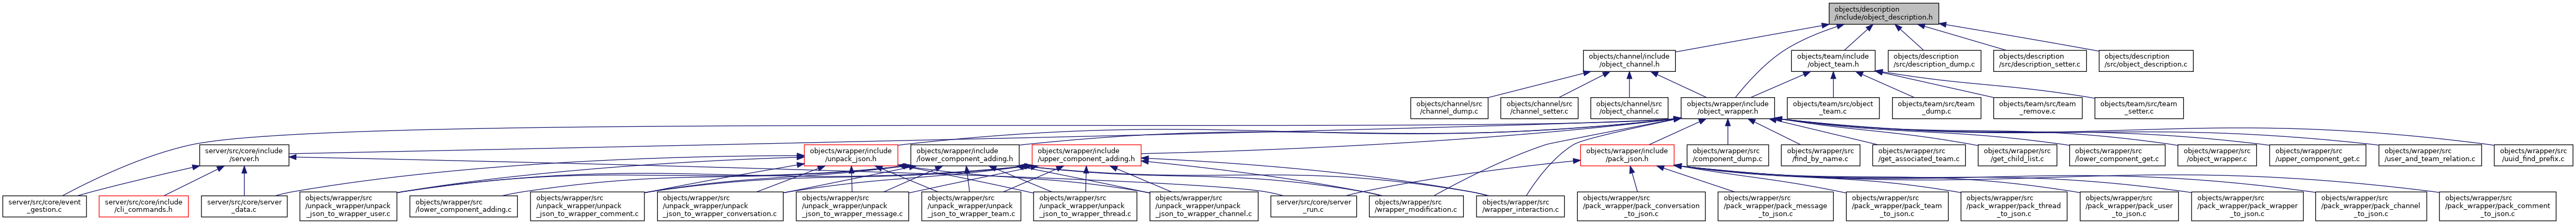 objects/description
/include/object_description.h
objects/channel/include
/object_channel.h
objects/team/include
/object_team.h
objects/description
/src/description_dump.c
objects/description
/src/description_setter.c
objects/description
/src/object_description.c
objects/channel/src
/channel_dump.c
objects/channel/src
/channel_setter.c
objects/channel/src
/object_channel.c
objects/wrapper/include
/object_wrapper.h
objects/team/src/object
_team.c
objects/team/src/team
_dump.c
objects/team/src/team
_remove.c
objects/team/src/team
_setter.c
server/src/core/include
/server.h
objects/wrapper/include
/unpack_json.h
objects/wrapper/include
/lower_component_adding.h
objects/wrapper/include
/upper_component_adding.h
objects/wrapper/include
/pack_json.h
objects/wrapper/src
/component_dump.c
objects/wrapper/src
/find_by_name.c
objects/wrapper/src
/get_associated_team.c
objects/wrapper/src
/get_child_list.c
objects/wrapper/src
/lower_component_get.c
objects/wrapper/src
/object_wrapper.c
objects/wrapper/src
/upper_component_get.c
objects/wrapper/src
/user_and_team_relation.c
objects/wrapper/src
/uuid_find_prefix.c
server/src/core/event
_gestion.c
server/src/core/include
/cli_commands.h
server/src/core/server
_data.c
objects/wrapper/src
/unpack_wrapper/unpack
_json_to_wrapper_user.c
objects/wrapper/src
/lower_component_adding.c
objects/wrapper/src
/unpack_wrapper/unpack
_json_to_wrapper_comment.c
objects/wrapper/src
/unpack_wrapper/unpack
_json_to_wrapper_conversation.c
objects/wrapper/src
/unpack_wrapper/unpack
_json_to_wrapper_message.c
objects/wrapper/src
/unpack_wrapper/unpack
_json_to_wrapper_team.c
objects/wrapper/src
/unpack_wrapper/unpack
_json_to_wrapper_thread.c
objects/wrapper/src
/unpack_wrapper/unpack
_json_to_wrapper_channel.c
server/src/core/server
_run.c
objects/wrapper/src
/wrapper_modification.c
objects/wrapper/src
/wrapper_interaction.c
objects/wrapper/src
/pack_wrapper/pack_conversation
_to_json.c
objects/wrapper/src
/pack_wrapper/pack_message
_to_json.c
objects/wrapper/src
/pack_wrapper/pack_team
_to_json.c
objects/wrapper/src
/pack_wrapper/pack_thread
_to_json.c
objects/wrapper/src
/pack_wrapper/pack_user
_to_json.c
objects/wrapper/src
/pack_wrapper/pack_wrapper
_to_json.c
objects/wrapper/src
/pack_wrapper/pack_channel
_to_json.c
objects/wrapper/src
/pack_wrapper/pack_comment
_to_json.c